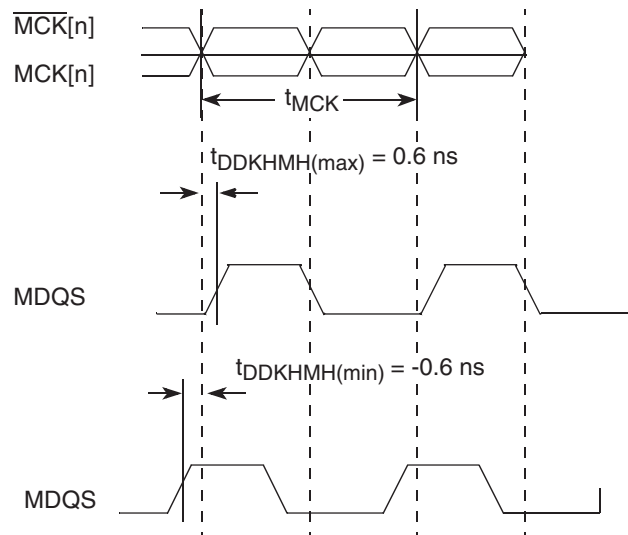 MCK[n]
MCK[n]
tMCK
tDDKHMH(max) = 0.6 ns
MDQS
tDDKHMH(min) = -0.6 ns
MDQS